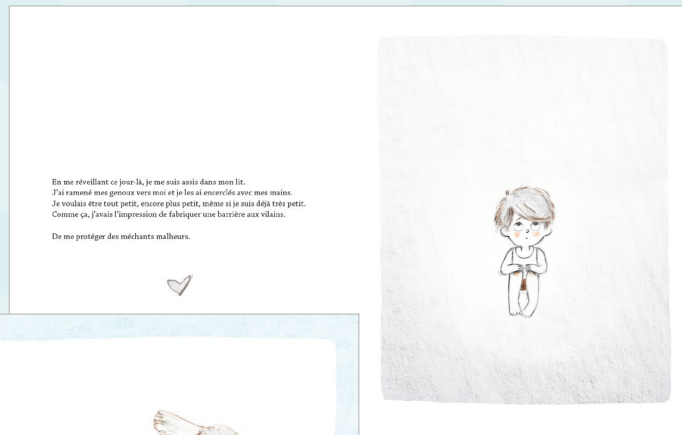 En me réveillant ce jour-là, je me suis assis dans mon lit.
J'ai ramené mes genoux vers moi et je les ai encerclés avec mes mains.
Je voulais être tout petit, encore plus petit, même si je suis déjà très petit.
Comme ça, j'avais l'impression de fabriquer une barrière aux vilains.
De me protéger des méchants malheurs.